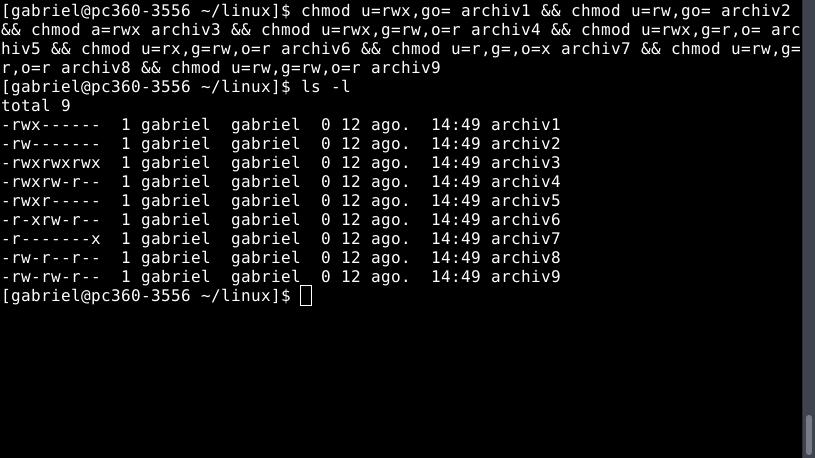 [gabriel@pc360-3556 ~/linux]$ chmod u=rwx,go= archiv1 && chmod u=rw,go= archiv2
&& chmod a=rwx archiv3 && chmod u=rwx,g=rw,o=r archiv4 && chmod u=rwx,g=r,o= arc
hiv5 && chmod u=rx,g=rw,o=r archiv6 && chmod u=r,g=,o=x archiv7 && chmod u=rw,g=
r,o=r archiv8 && chmod u=rw,g=rw,o=r archiv9
[gabriel@pc360-3556 ~/linux]$ ls -l
total 9
-rwx------  1 gabriel  gabriel  0 12 ago.  14:49 archiv1
-rw-------  1 gabriel  gabriel  0 12 ago.  14:49 archiv2
-rwxrwxrwx  1 gabriel  gabriel  0 12 ago.  14:49 archiv3
-rwxrw-r--  1 gabriel  gabriel  0 12 ago.  14:49 archiv4
-rwxr-----  1 gabriel  gabriel  0 12 ago.  14:49 archiv5
-r-xrw-r--  1 gabriel  gabriel  0 12 ago.  14:49 archiv6
-r-------x  1 gabriel  gabriel  0 12 ago.  14:49 archiv7
-rw-r--r--  1 gabriel  gabriel  0 12 ago.  14:49 archiv8
-rw-rw-r--  1 gabriel  gabriel  0 12 ago.  14:49 archiv9
[gabriel@pc360-3556 ~/linux]$